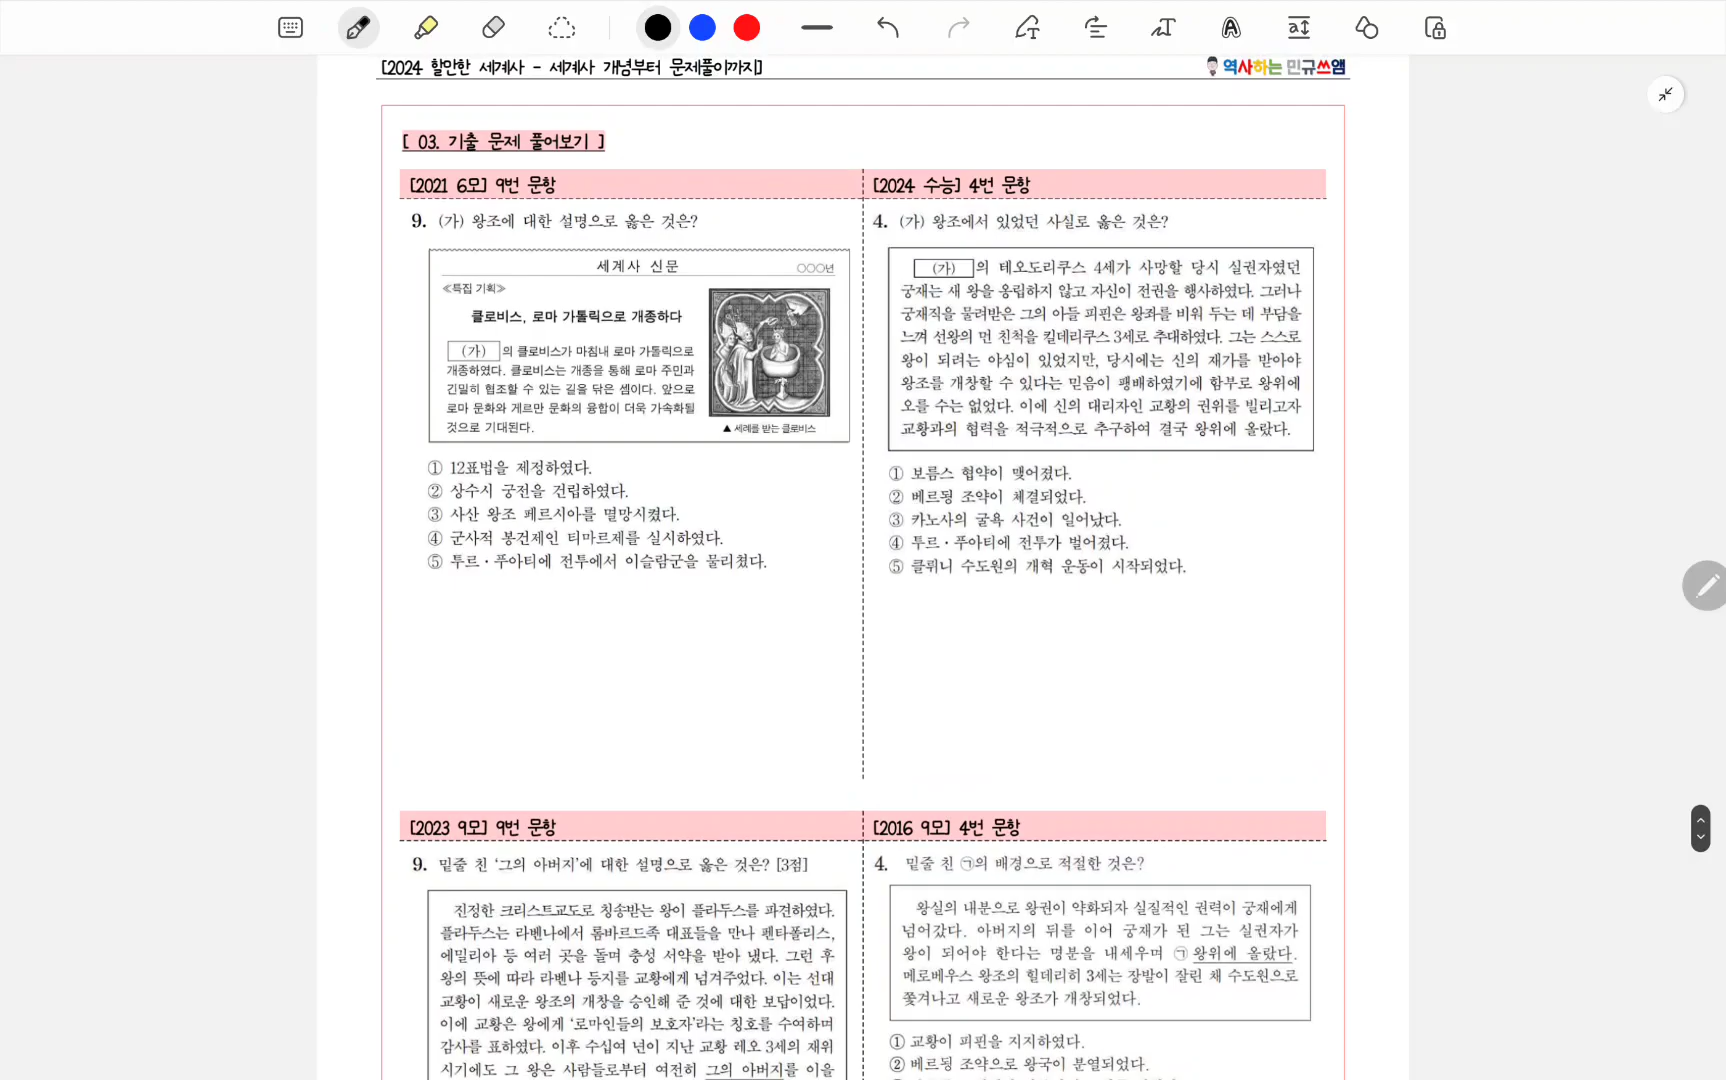 [2024 할만한 세계사 - 세계사 개념부터 문제풀이까지]
역사하는 민규쓰앰
[ 03. 기출 문제 풀어보기 ]
[2021 6모] 9번 문항
9. (가) 왕조에 대한 설명으로 옳은 것은?
세계사 신문
○○○년
≪특집 기획≫
클로비스, 로마 가톨릭으로 개종하다
(가) 의 클로비스가 마침내 로마 가톨릭으로
개종하였다. 클로비스는 개종을 통해 로마 주민과
긴밀히 협조할 수 있는 길을 닦은 셈이다. 앞으로
로마 문화와 게르만 문화의 융합이 더욱 가속화될
것으로 기대된다.
▲ 세례를 받는 클로비스
① 12표법을 제정하였다.
② 상수시 궁전을 건립하였다.
③ 사산 왕조 페르시아를 멸망시켰다.
④ 군사적 봉건제인 티마르제를 실시하였다.
⑤ 투르·푸아티에 전투에서 이슬람군을 물리쳤다.
[2024 수능] 4번 문항
4. (가) 왕조에서 있었던 사실로 옳은 것은?
(가) 의 테오도리쿠스 4세가 사망할 당시 실권자였던
궁재는 새 왕을 옹립하지 않고 자신이 전권을 행사하였다. 그러나
궁재직을 물려받은 그의 아들 피핀은 왕좌를 비워 두는 데 부담을
느껴 선왕의 먼 친척을 킬데리쿠스 3세로 추대하였다. 그는 스스로
왕이 되려는 야심이 있었지만, 당시에는 신의 재가를 받아야
왕조를 개창할 수 있다는 믿음이 팽배하였기에 함부로 왕위에
오를 수는 없었다. 이에 신의 대리자인 교황의 권위를 빌리고자
교황과의 협력을 적극적으로 추구하여 결국 왕위에 올랐다.
① 보름스 협약이 맺어졌다.
② 베르됭 조약이 체결되었다.
③ 카노사의 굴욕 사건이 일어났다.
④ 투르·푸아티에 전투가 벌어졌다.
⑤ 클뤼니 수도원의 개혁 운동이 시작되었다.
[2023 9모] 9번 문항
9. 밑줄 친 ‘그의 아버지’에 대한 설명으로 옳은 것은? [3점]
진정한 크리스트교도로 칭송받는 왕이 플라두스를 파견하였다.
플라두스는 라벤나에서 롬바르드족 대표들을 만나 펜타폴리스,
에밀리아 등 여러 곳을 돌며 충성 서약을 받아 냈다. 그런 후
왕의 뜻에 따라 라벤나 등지를 교황에게 넘겨주었다. 이는 선대
교황이 새로운 왕조의 개창을 승인해 준 것에 대한 보답이었다.
이에 교황은 왕에게 ‘로마인들의 보호자’라는 칭호를 수여하며
감사를 표하였다. 이후 수십여 년이 지난 교황 레오 3세의 재위
시기에도 그 왕은 사람들로부터 여전히 그의 아버지를 이을
[2016 9모] 4번 문항
4. 밑줄 친 ㉠의 배경으로 적절한 것은?
왕실의 내분으로 왕권이 약화되자 실질적인 권력이 궁재에게
넘어갔다. 아버지의 뒤를 이어 궁재가 된 그는 실권자가
왕이 되어야 한다는 명분을 내세우며 ㉠ 왕위에 올랐다.
메로베우스 왕조의 힐데리히 3세는 장발이 잘린 채 수도원으로
쫓겨나고 새로운 왕조가 개창되었다.
① 교황이 피핀을 지지하였다.
② 베르됭 조약으로 왕국이 분열되었다.